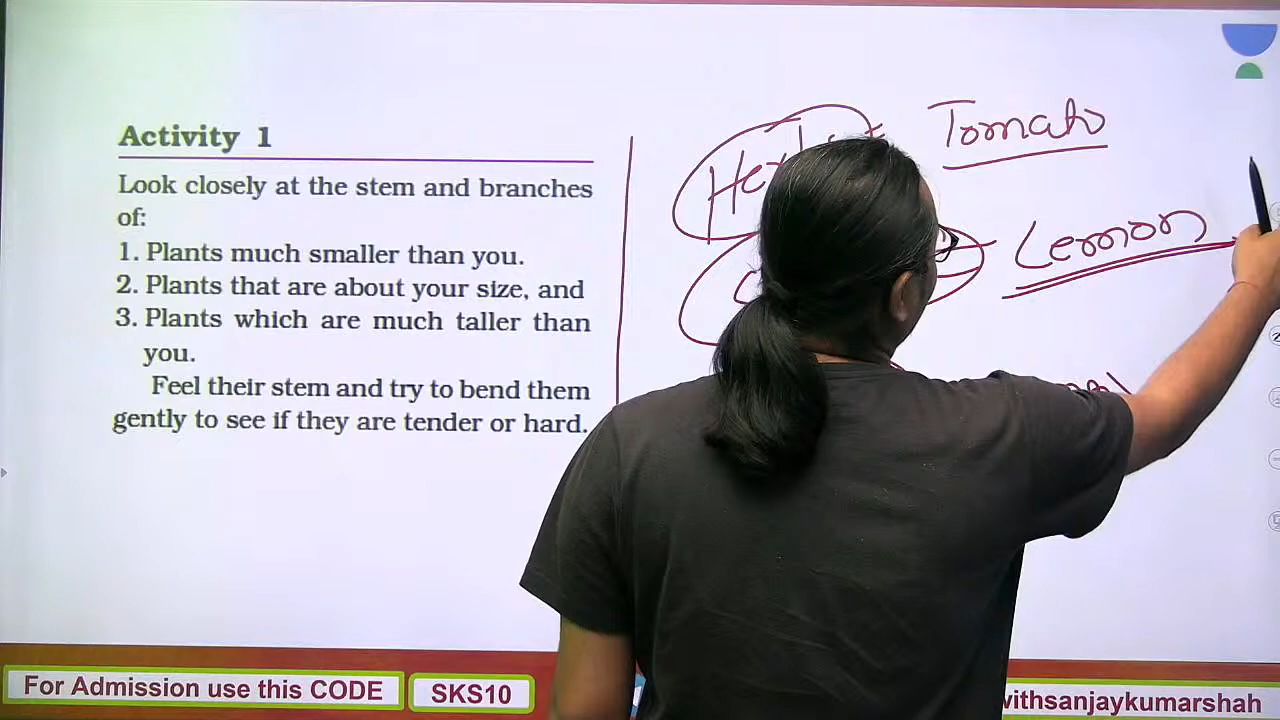 Activity 1
Look closely at the stem and branches
of:
1. Plants much smaller than you.
2. Plants that are about your size, and
3. Plants which are much taller than
you.
Feel their stem and try to bend them
gently to see if they are tender or hard.
Tomato
Lemon
For Admission use this CODE
SKS10
withsanjaykumarshah